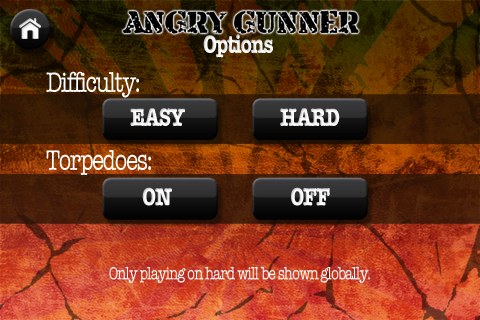 ANGRY GUNNER
Options
Difficulty:
EASY HARD
Torpedoes:
ON OFF
Only playing on hard will be shown globally.